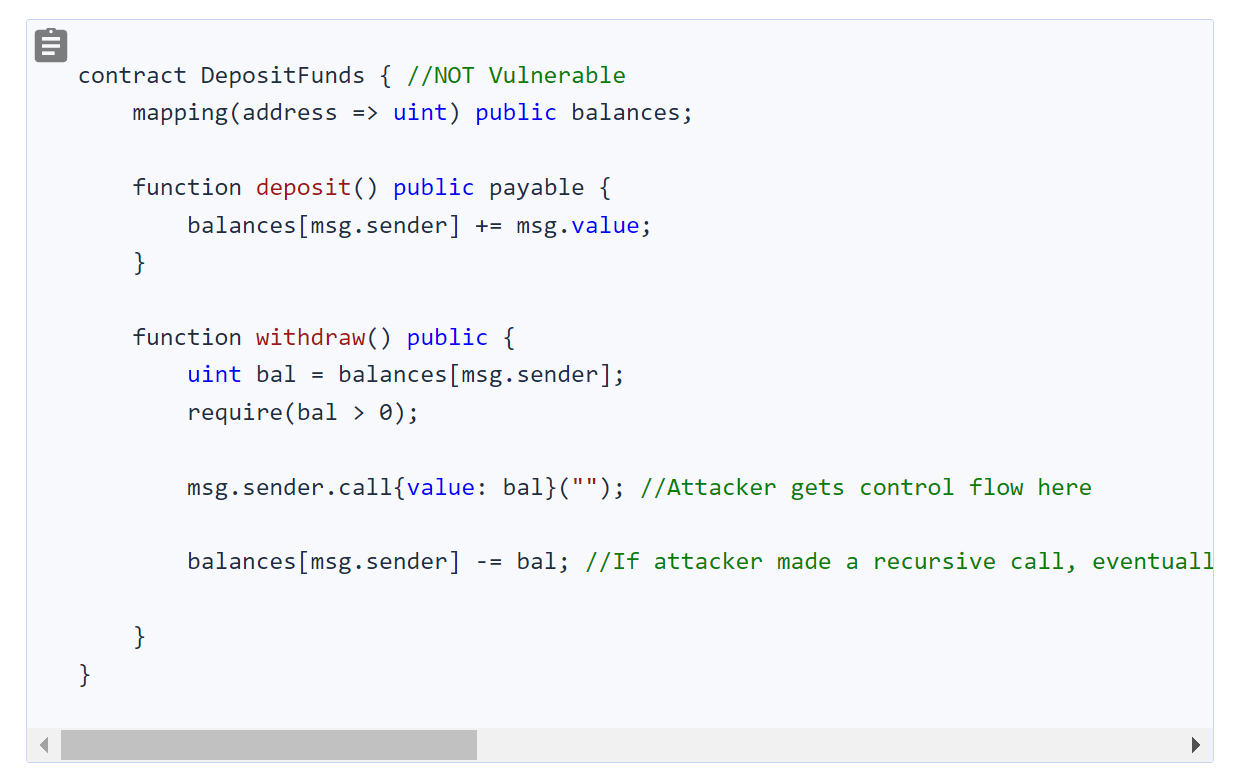 contract DepositFunds { //NOT Vulnerable
    mapping(address => uint) public balances;

    function deposit() public payable {
        balances[msg.sender] += msg.value;
    }

    function withdraw() public {
        uint bal = balances[msg.sender];
        require(bal > 0);

        msg.sender.call{value: bal}(""); //Attacker gets control flow here

        balances[msg.sender] -= bal; //If attacker made a recursive call, eventuall

    }
}